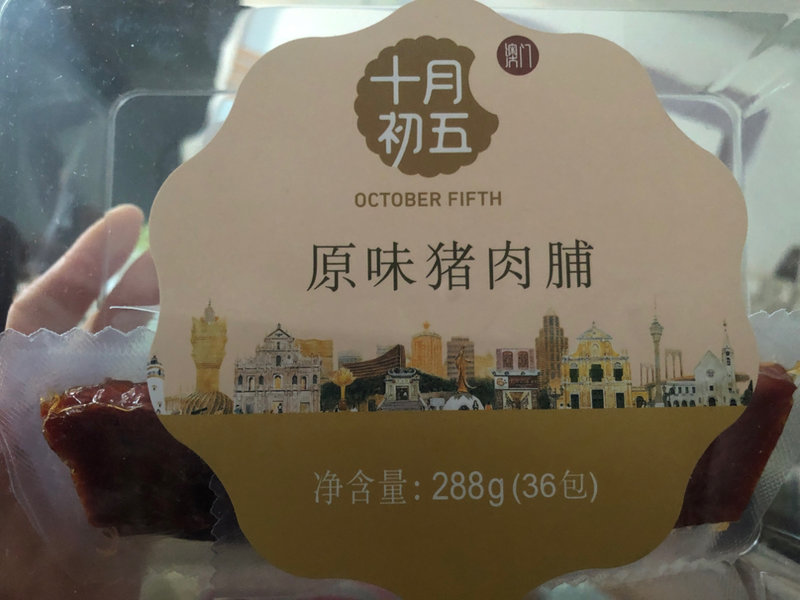 十月
初五
澳门
OCTOBER FIFTH
原味猪肉脯
净含量: 288g (36包)